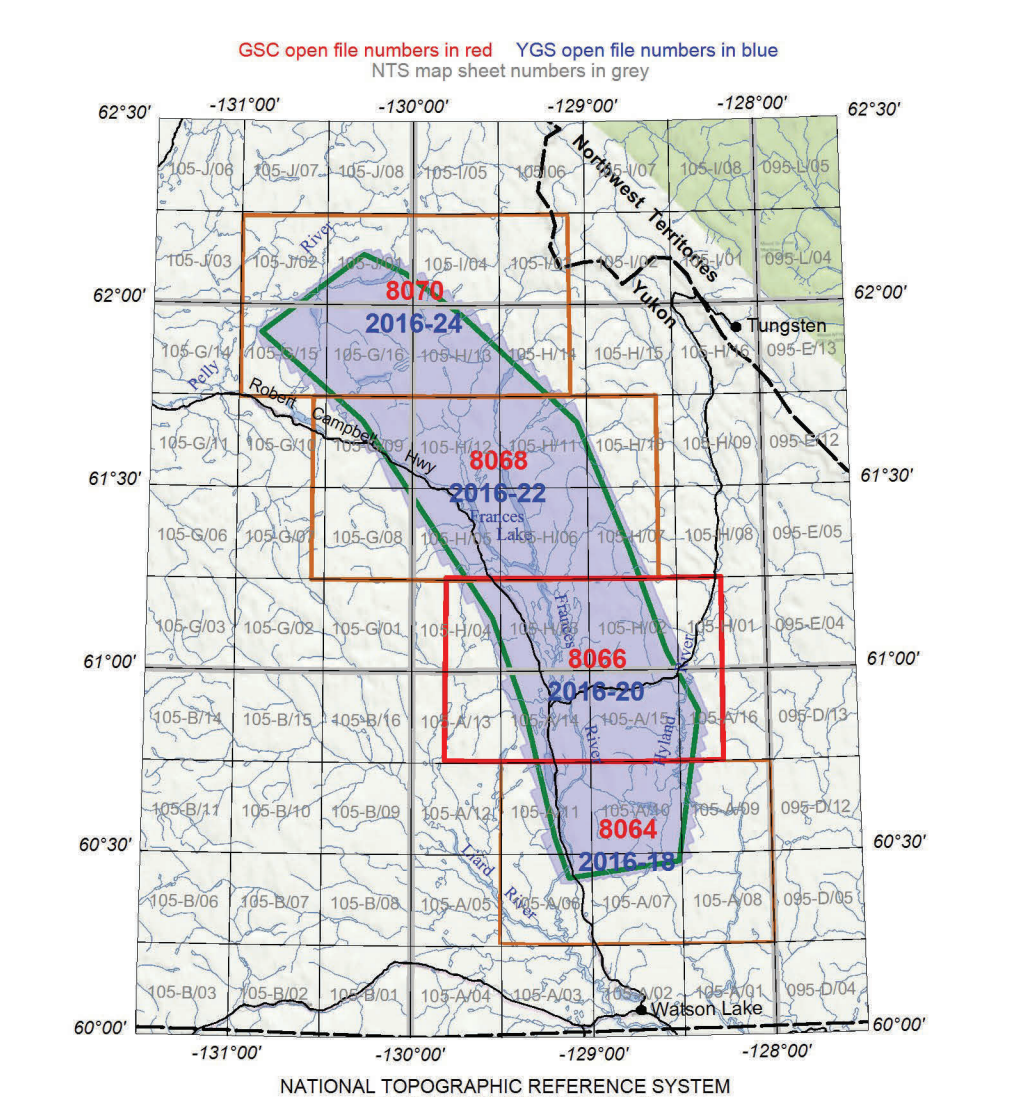 GSC open file numbers in red YGS open file numbers in blue
NTS map sheet numbers in grey
-131°00' -130°00' -129°00' -128°00'
62°30' 62°30'
105-J/06 105-J/07 105-J/08 105-I/05 105-I/06 105-I/07 105-I/08 095-L/05
Northwest Territories
River
105-J/03 105-J/02 105-J/01 105-I/04 105-I/03 105-I/02 105-I/01 095-L/04
Yukon
8070
62°00' 62°00'
2016-24
Tungsten
105-G/14 105-G/15 105-G/16 105-H/13 105-H/14 105-H/15 105-H/16 095-E/13
Pelly
Robert Campbell Hwy
105-G/11 105-G/10 105-G/09 105-H/12 105-H/11 105-H/10 105-H/09 095-E/12
8068
61°30' 61°30'
2016-22
Frances
Lake
105-G/06 105-G/07 105-G/08 105-H/05 105-H/06 105-H/07 105-H/08 095-E/05
Frances
105-G/03 105-G/02 105-G/01 105-H/04 105-H/03 105-H/02 105-H/01 095-E/04
River
8066
61°00' 61°00'
2016-20
105-B/14 105-B/15 105-B/16 105-A/13 105-A/14 105-A/15 105-A/16 095-D/13
River
Hyland
105-B/11 105-B/10 105-B/09 105-A/12 105-A/11 105-A/10 105-A/09 095-D/12
8064
60°30' 60°30'
2016-18
Liard
River
105-B/06 105-B/07 105-B/08 105-A/05 105-A/06 105-A/07 105-A/08 095-D/05
105-B/03 105-B/02 105-B/01 105-A/04 105-A/03 105-A/02 105-A/01 095-D/04
Watson Lake
60°00' 60°00'
-131°00' -130°00' -129°00' -128°00'
NATIONAL TOPOGRAPHIC REFERENCE SYSTEM